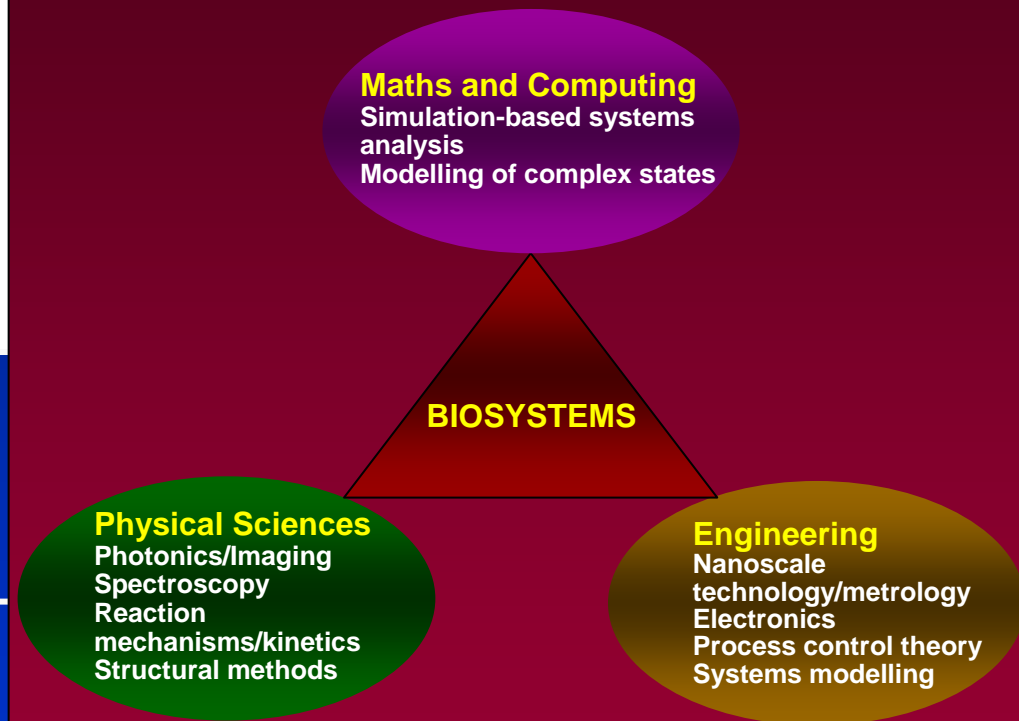 Maths and Computing
Simulation-based systems
analysis
Modelling of complex states
BIOSYSTEMS
Physical Sciences
Photonics/Imaging
Spectroscopy
Reaction
mechanisms/kinetics
Structural methods
Engineering
Nanoscale
technology/metrology
Electronics
Process control theory
Systems modelling